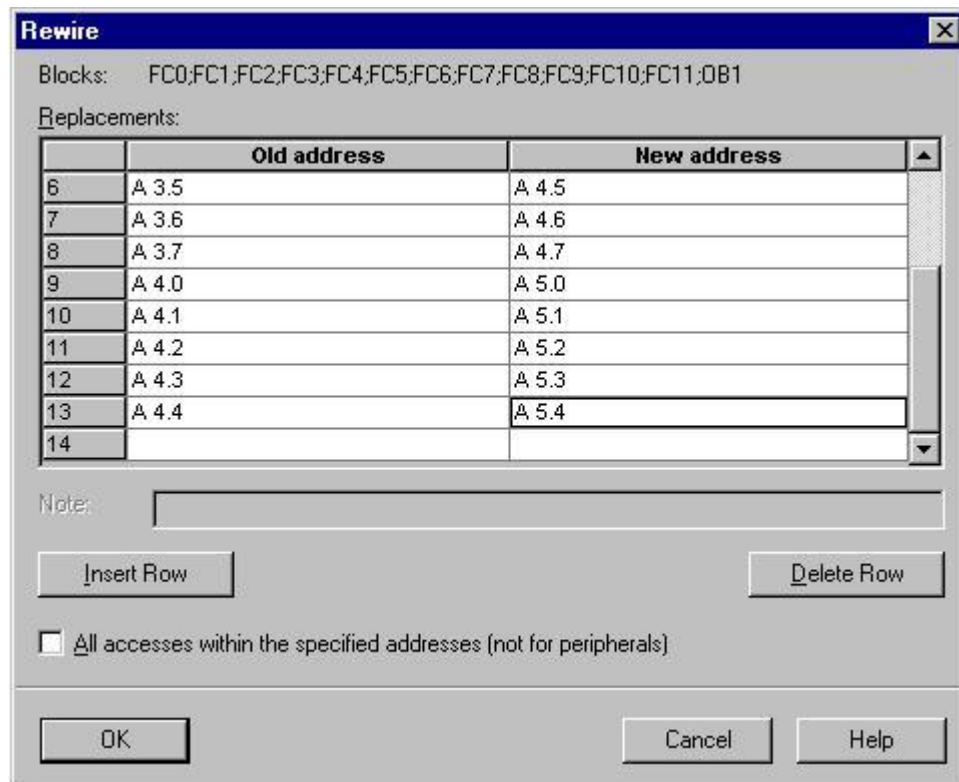 Rewire
Blocks: FC0;FC1;FC2;FC3;FC4;FC5;FC6;FC7;FC8;FC9;FC10;FC11;OB1
Replacements:
Old address New address
6 A 3.5 A 4.5
7 A 3.6 A 4.6
8 A 3.7 A 4.7
9 A 4.0 A 5.0
10 A 4.1 A 5.1
11 A 4.2 A 5.2
12 A 4.3 A 5.3
13 A 4.4 A 5.4
14
Note:
Insert Row Delete Row
All accesses within the specified addresses (not for peripherals)
OK Cancel Help